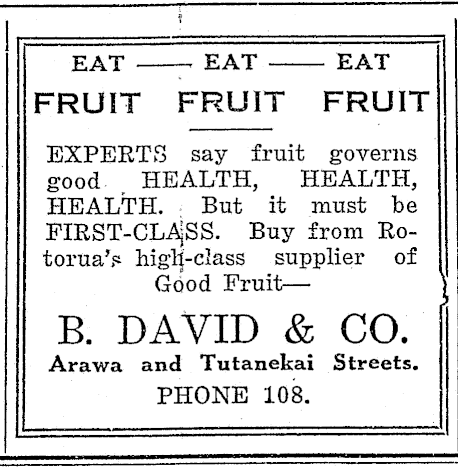 EAT —— EAT —— EAT
FRUIT FRUIT FRUIT
EXPERTS say fruit governs
good HEALTH, HEALTH,
HEALTH. But it must be
FIRST-CLASS. Buy from Ro-
torua's high-class supplier of
Good Fruit—
B. DAVID & CO.
Arawa and Tutanekai Streets.
PHONE 108.